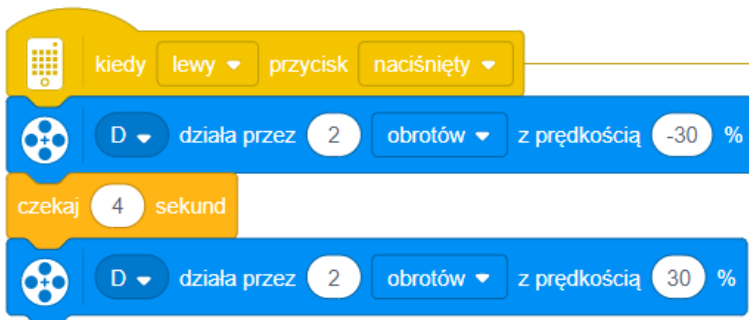 kiedy lewy przycisk naciśnięty
D działa przez 2 obrotów z prędkością -30 %
czekaj 4 sekund
D działa przez 2 obrotów z prędkością 30 %